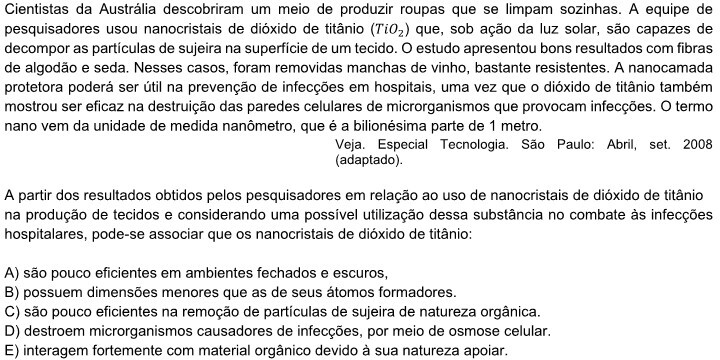 Cientistas da Austrália descobriram um meio de produzir roupas que se limpam sozinhas. A equipe de
pesquisadores usou nanocristais de dióxido de titânio (TiO₂) que, sob ação da luz solar, são capazes de
decompor as partículas de sujeira na superfície de um tecido. O estudo apresentou bons resultados com fibras
de algodão e seda. Nesses casos, foram removidas manchas de vinho, bastante resistentes. A nanocamada
protetora poderá ser útil na prevenção de infecções em hospitais, uma vez que o dióxido de titânio também
mostrou ser eficaz na destruição das paredes celulares de microrganismos que provocam infecções. O termo
nano vem da unidade de medida nanômetro, que é a bilionésima parte de 1 metro.
Veja. Especial Tecnologia. São Paulo: Abril, set. 2008
(adaptado).
A partir dos resultados obtidos pelos pesquisadores em relação ao uso de nanocristais de dióxido de titânio
na produção de tecidos e considerando uma possível utilização dessa substância no combate às infecções
hospitalares, pode-se associar que os nanocristais de dióxido de titânio:
A) são pouco eficientes em ambientes fechados e escuros,
B) possuem dimensões menores que as de seus átomos formadores.
C) são pouco eficientes na remoção de partículas de sujeira de natureza orgânica.
D) destroem microrganismos causadores de infecções, por meio de osmose celular.
E) interagem fortemente com material orgânico devido à sua natureza apoiar.